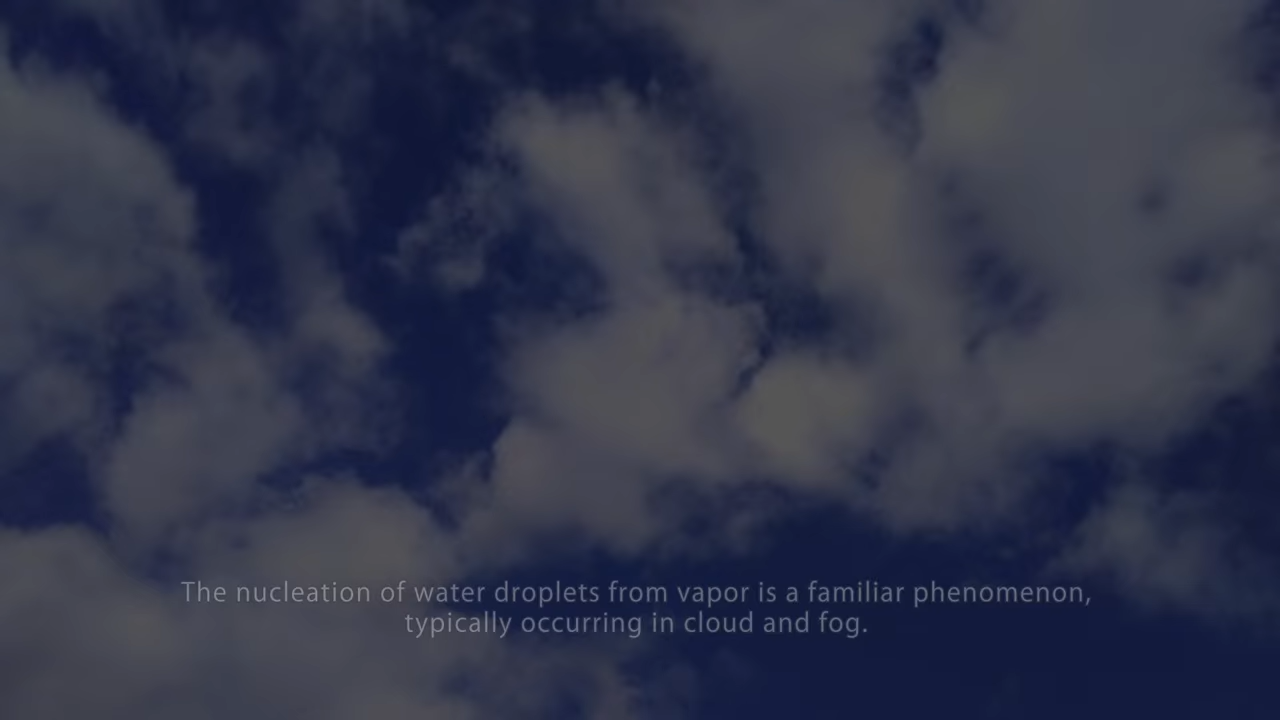 The nucleation of water droplets from vapor is a familiar phenomenon,
typically occurring in cloud and fog.